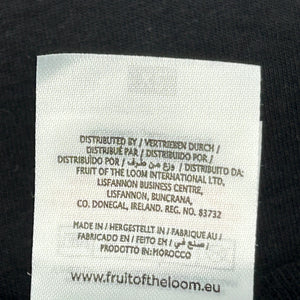 DISTRIBUTED BY / VERTRIEBEN DURCH /
DISTRIBUÉ PAR / DISTRIBUIDO POR /
DISTRIBUÍDO POR / وزع من طرف / DISTRIBUITO DA:
FRUIT OF THE LOOM INTERNATIONAL LTD,
LISFANNON BUSINESS CENTRE,
LISFANNON, BUNCRANA,
CO. DONEGAL, IRELAND. REG. NO. 83732
MADE IN / HERGESTELLT IN / FABRIQUE AU /
FABRICADO EN / FEITO EM / صنع في /
PRODOTTO IN: MOROCCO
www.fruitoftheloom.eu